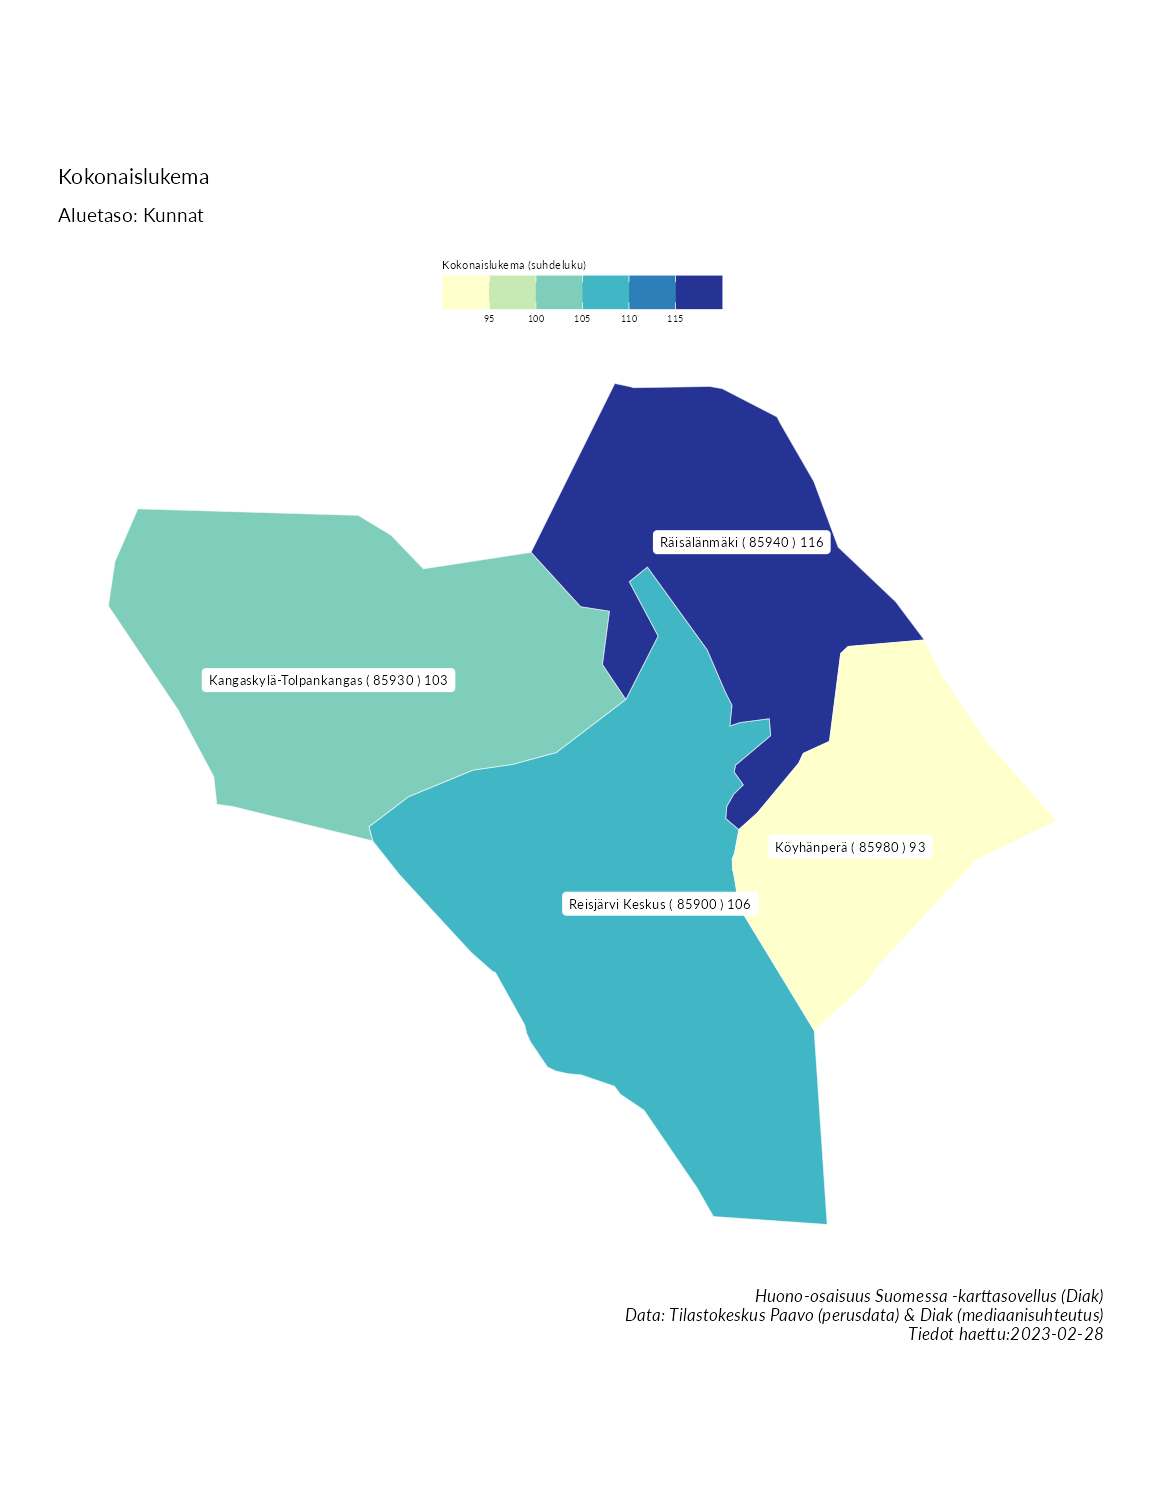 Kokonaislukema
Aluetaso: Kunnat
Kokonaislukema (suhdeluku)
95 100 105 110 115
Räisälänmäki ( 85940 ) 116
Kangaskylä-Tolpankangas ( 85930 ) 103
Köyhänperä ( 85980 ) 93
Reisjärvi Keskus ( 85900 ) 106
Huono-osaisuus Suomessa -karttasovellus (Diak)
Data: Tilastokeskus Paavo (perusdata) & Diak (mediaanisuhteutus)
Tiedot haettu:2023-02-28